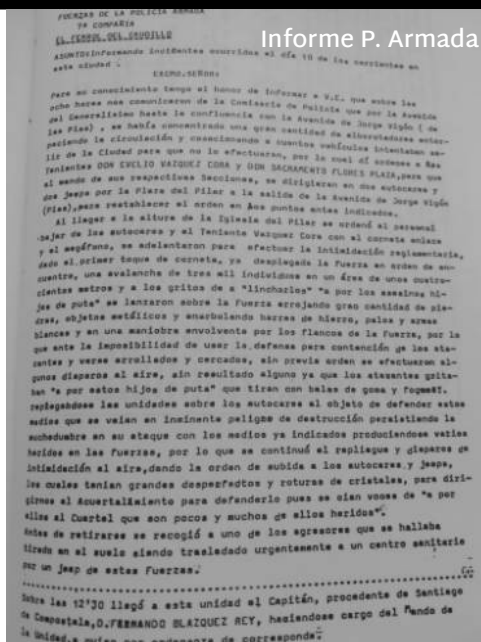 FUERZAS DE LA POLICIA ARMADA
7ª COMPAÑIA
EL FERROL DEL CAUDILLO
Informe P. Armada
ASUNTO:Informando incidentes ocurridos el día 10 de los corrientes en
esta ciudad .
EXCMO.SEÑOR:
Para su conocimiento tengo el honor de informar a V.E. que sobre las
ocho horas nos comunicaron de la Comisaría de Policía que por la Avenida
del Generalísimo hasta la confluencia con la Avenida de Jorge Vigón ( de
las Pías) , se había concentrado una gran cantidad de alborotadores entor-
peciendo la circulación y coaccionando a cuantos vehículos intentaban sa-
lir de la Ciudad para que no lo efectuaran, por lo cual dí ordenes a los
Tenientes DON EVELIO VAZQUEZ CORA y DON SACRAMENTO FLORES PLAZA,para que
al mando de sus respectivas Secciones, se dirigieran en dos autocares y
dos jeeps por la Plaza del Pilar a la salida de la Avenida de Jorge Vigón
(Pías),para restablecer el orden en los puntos antes indicados.
Al llegar a la altura de la Iglesia del Pilar se ordenó al personal
bajar de los autocares y el Teniente Vazquez Cora con el corneta enlace
y el megáfono, se adelantaron para efectuar la intimidación reglamentaria,
dado el primer toque de corneta, ya desplegada la Fuerza en orden de en-
cuentro, una avalancha de tres mil individuos en un área de unos cuatro-
cientos metros y a los gritos de a "lincharlos" "a por los asesinos hi-
jos de puta" se lanzaron sobre la Fuerza arrojando gran cantidad de pie-
dras, objetos metálicos y enarbolando barras de hierro, palos y armas
blancas y en una maniobra envolvente por los flancos de la Fuerza, por lo
que ante la imposibilidad de usar la defensa para contención de los ata-
cantes y verse arrollados y cercados, sin previa orden se efectuaron al-
gunos disparos al aire, sin resultado alguno ya que los atacantes grita-
ban "a por estos hijos de puta" que tiran con balas de goma y fogueo.
replegandose las unidades sobre los autocares al objeto de defender estos
medios que se veían en inminente peligro de destrucción persistiendo la
muchedumbre en su ataque con los medios ya indicados produciendose varios
heridos en las fuerzas, por lo que se continuó el repliegue y disparos de
intimidación al aire,dando la orden de subida a los autocares y jeeps,
los cuales tenían grandes desperfectos y roturas de cristales, para diri-
girnos al Acuartelamiento para defenderlo pues se oían voces de "a por
ellos al Cuartel que son pocos y muchos de ellos heridos".
Antes de retirarse se recogió a uno de los agresores que se hallaba
tirado en el suelo siendo trasladado urgentemente a un centro sanitario
por un jeep de estas Fuerzas.
Sobre las 12'30 llegó a esta unidad el Capitán, procedente de Santiago
de Compostela,D.FERNANDO BLAZQUEZ REY, haciendose cargo del Mando de
la Unidad, a quien por ordenanza de corresponde.